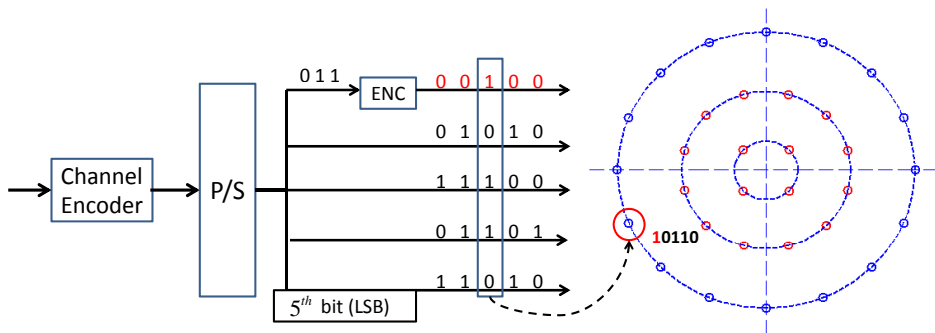 0 1 1
ENC
0 0 1 0 0
0 1 0 1 0
Channel
Encoder
P/S
1 1 1 0 0
0 1 1 0 1
10110
5th bit (LSB)
1 1 0 1 0